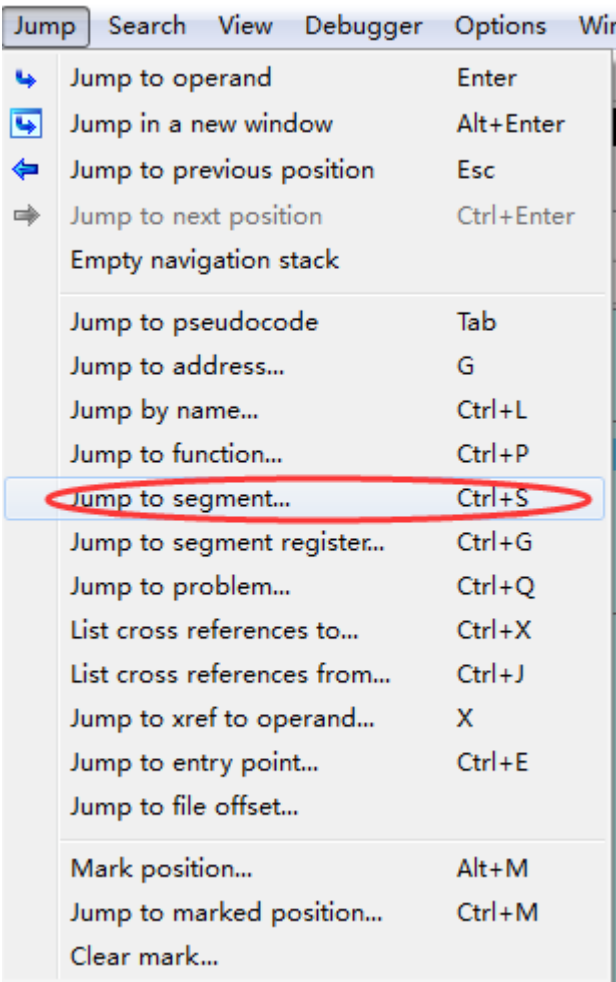 Jump Search View Debugger Options Wir
Jump to operand Enter
Jump in a new window Alt+Enter
Jump to previous position Esc
Jump to next position Ctrl+Enter
Empty navigation stack
Jump to pseudocode Tab
Jump to address... G
Jump by name... Ctrl+L
Jump to function... Ctrl+P
Jump to segment... Ctrl+S
Jump to segment register... Ctrl+G
Jump to problem... Ctrl+Q
List cross references to... Ctrl+X
List cross references from... Ctrl+J
Jump to xref to operand... X
Jump to entry point... Ctrl+E
Jump to file offset...
Mark position... Alt+M
Jump to marked position... Ctrl+M
Clear mark...